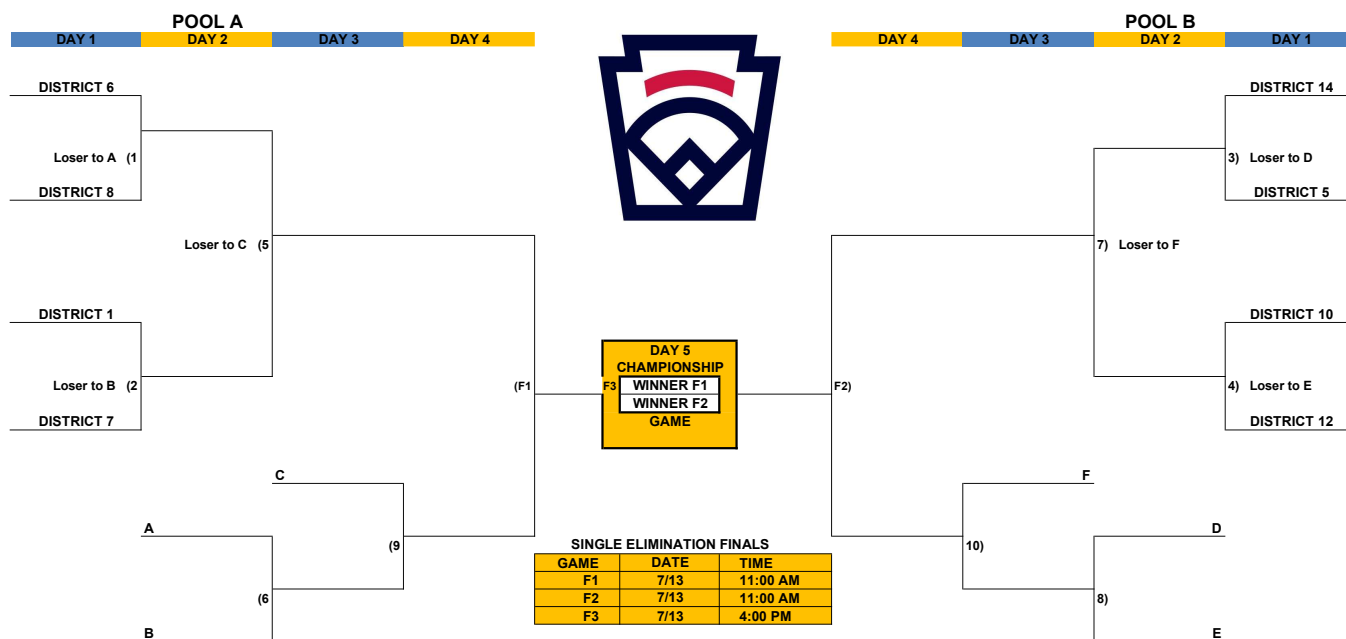 POOL A
POOL B
DAY 1 DAY 2 DAY 3 DAY 4
DAY 4 DAY 3 DAY 2 DAY 1
DISTRICT 6
DISTRICT 14
Loser to A (1
3) Loser to D
DISTRICT 8
DISTRICT 5
Loser to C (5
7) Loser to F
DISTRICT 1
DISTRICT 10
DAY 5
CHAMPIONSHIP
Loser to B (2
(F1
F3 WINNER F1
F2)
4) Loser to E
WINNER F2
GAME
DISTRICT 7
DISTRICT 12
C
F
A
D
(9
10)
SINGLE ELIMINATION FINALS
GAME DATE TIME
F1 7/13 11:00 AM
F2 7/13 11:00 AM
F3 7/13 4:00 PM
(6
8)
B
E